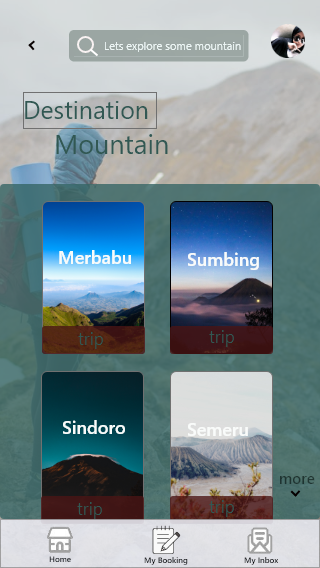 Lets explore some mountain
Destination
Mountain
Merbabu
Sumbing
trip
trip
Sindoro
Semeru
more
trip
trip
Home
My Booking
My Inbox